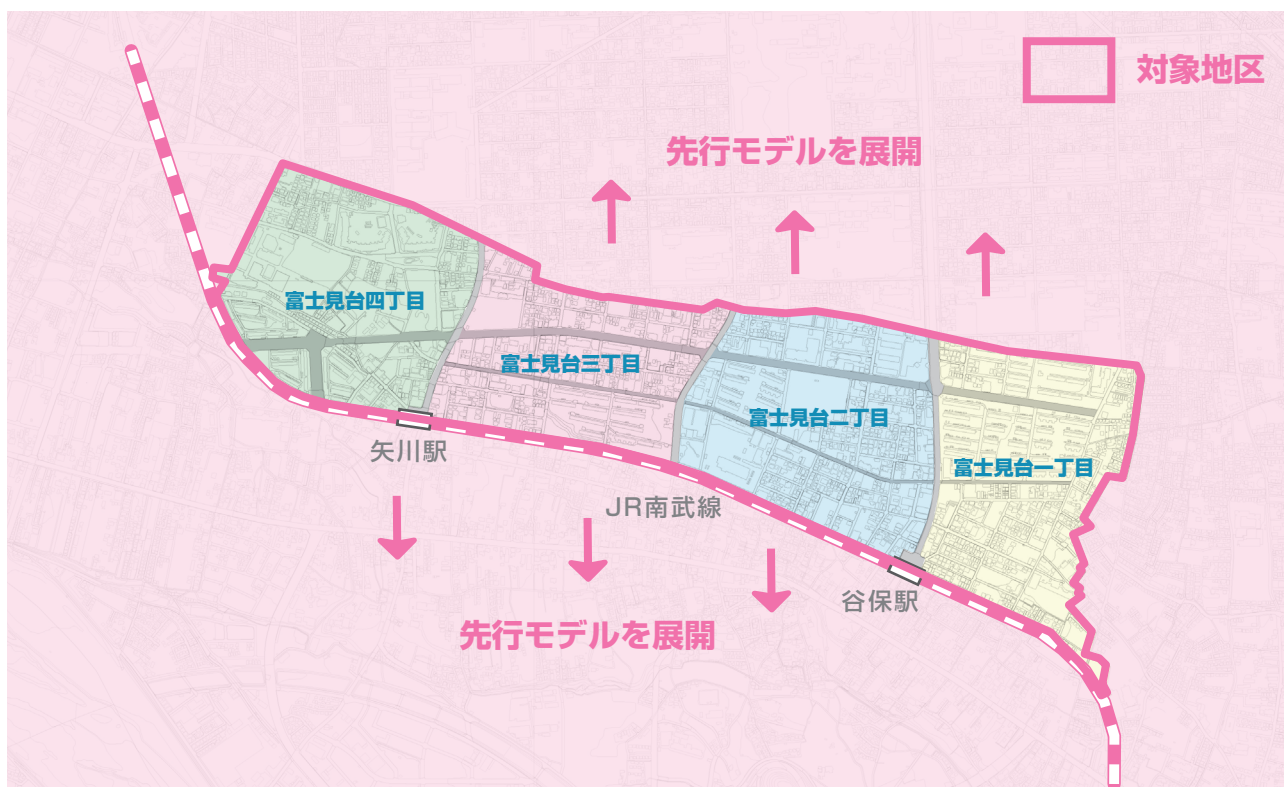 対象地区
先行モデルを展開
富士見台四丁目
富士見台三丁目
富士見台二丁目
富士見台一丁目
矢川駅
JR南武線
谷保駅
先行モデルを展開